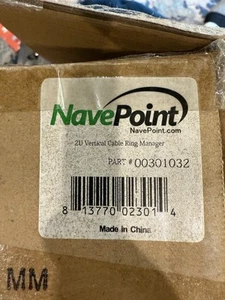 NavePoint
NavePoint.com
2U Vertical Cable Ring Manager
PART # 00301032
8 13770 02301 4
Made in China
MM